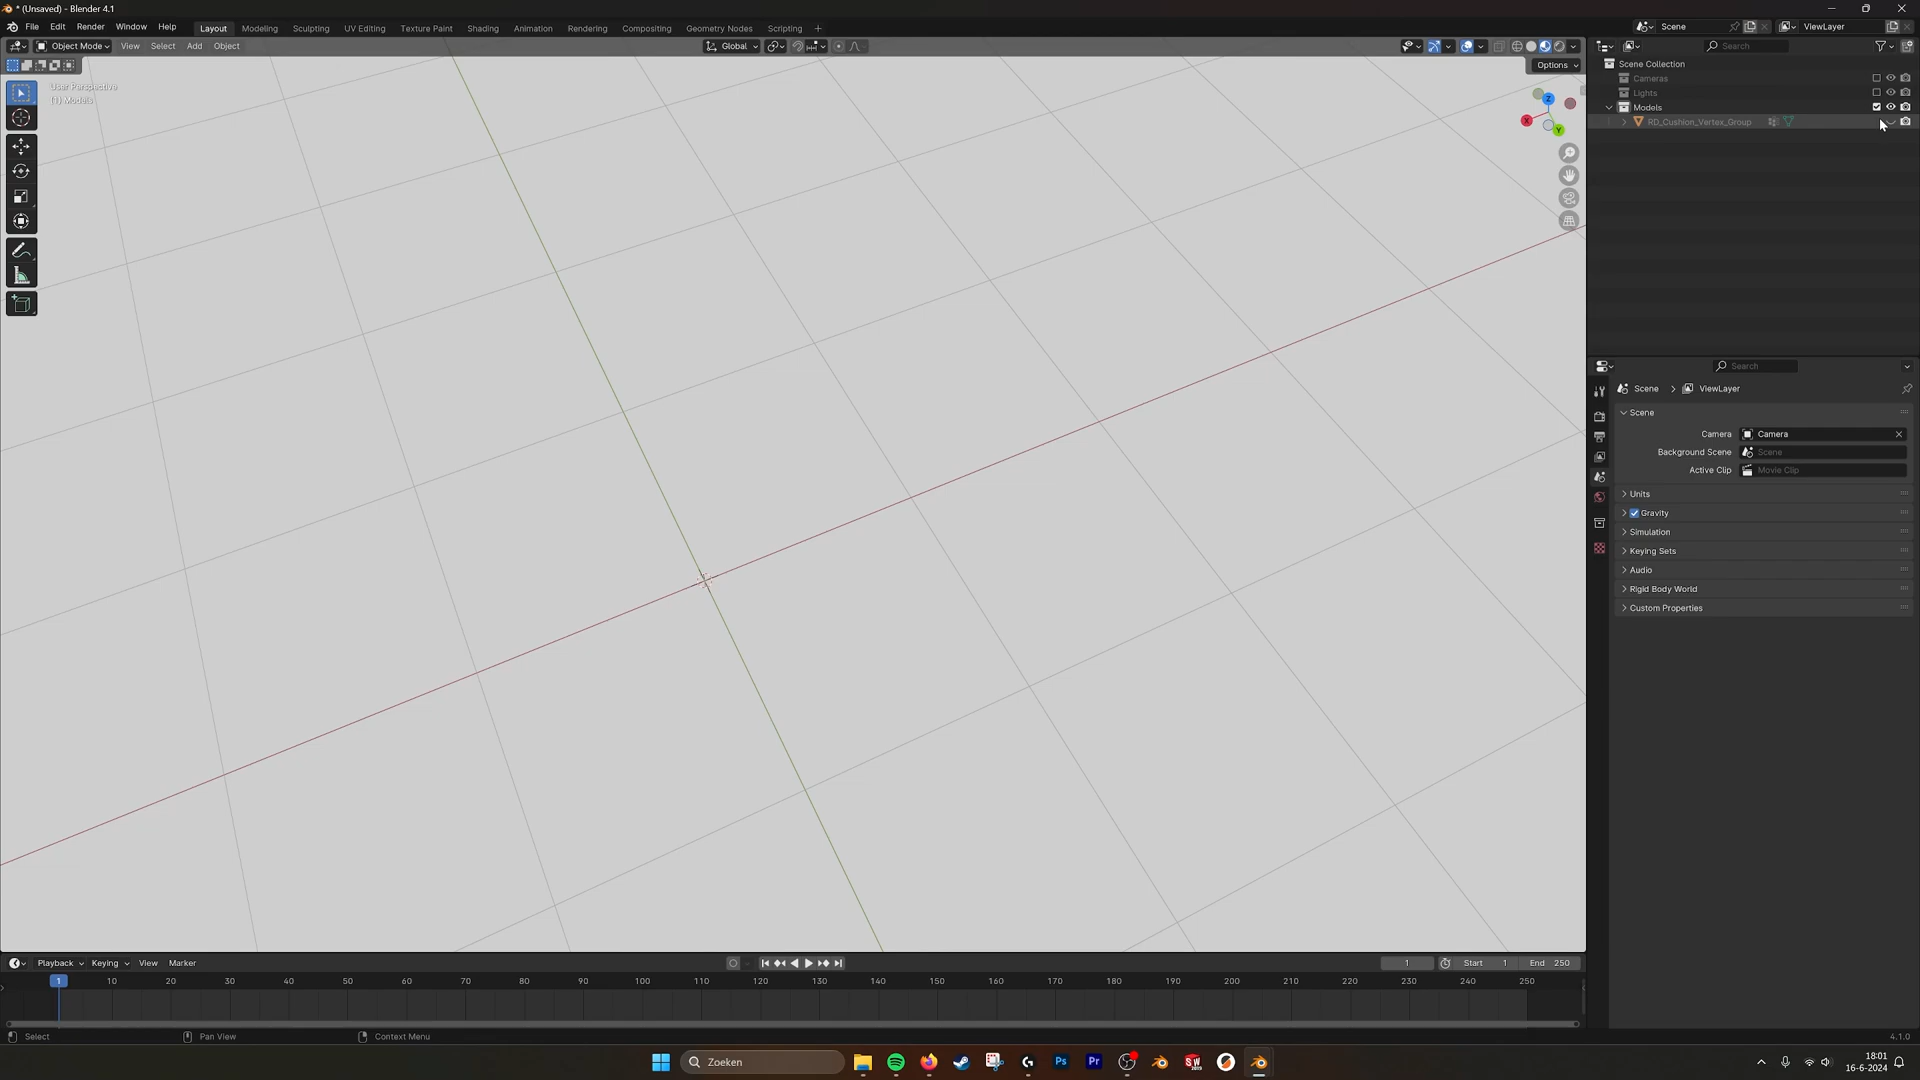 * (Unsaved) - Blender 4.1
File Edit Render Window Help Layout Modeling Sculpting UV Editing Texture Paint Shading Animation Rendering Compositing Geometry Nodes Scripting + Scene ViewLayer
Object Mode View Select Add Object Global Search
Options
User Perspective
(1) Models
Scene Collection
Cameras
Lights
Models
RD_Cushion_Vertex_Group
Z
X
Y
Search
Scene > ViewLayer
Scene
Camera Camera
Background Scene Scene
Active Clip Movie Clip
Units
Gravity
Simulation
Keying Sets
Audio
Rigid Body World
Custom Properties
Playback Keying View Marker 1 Start 1 End 250
1 10 20 30 40 50 60 70 80 90 100 110 120 130 140 150 160 170 180 190 200 210 220 230 240 250
Select Pan View Context Menu 4.1.0
Zoeken Ps Pr SW 2019 18:01
16-6-2024